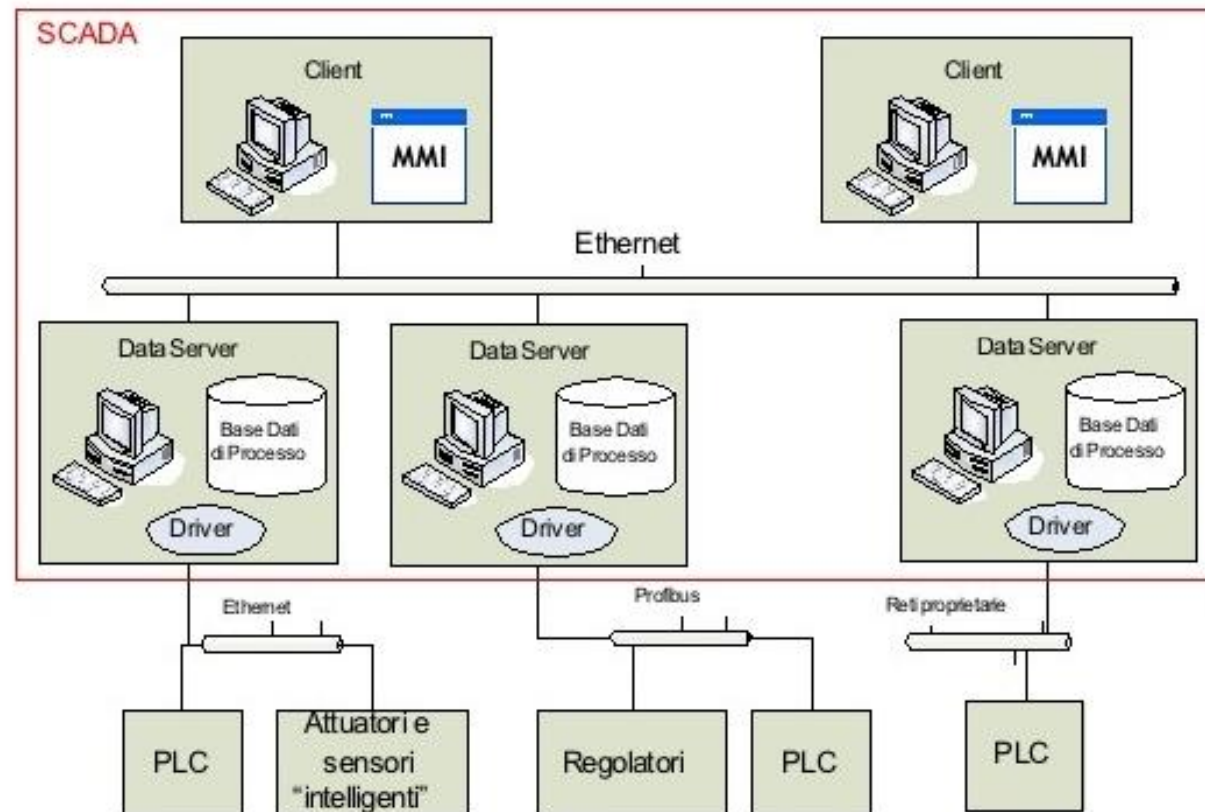 SCADA
Client
MMI
Client
MMI
Ethernet
Data Server
Base Dati
di Processo
Driver
Data Server
Base Dati
di Processo
Driver
Data Server
Base Dati
di Processo
Driver
Ethernet
Profibus
Reti proprietarie
PLC
Attuatori e
sensori
"intelligenti"
Regolatori
PLC
PLC